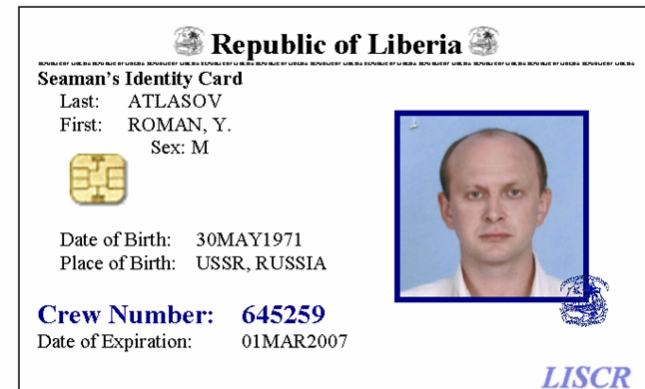 Republic of Liberia
Seaman's Identity Card
Last: ATLASOV
First: ROMAN, Y.
Sex: M
Date of Birth: 30MAY1971
Place of Birth: USSR, RUSSIA
Crew Number: 645259
Date of Expiration: 01MAR2007
LISCR